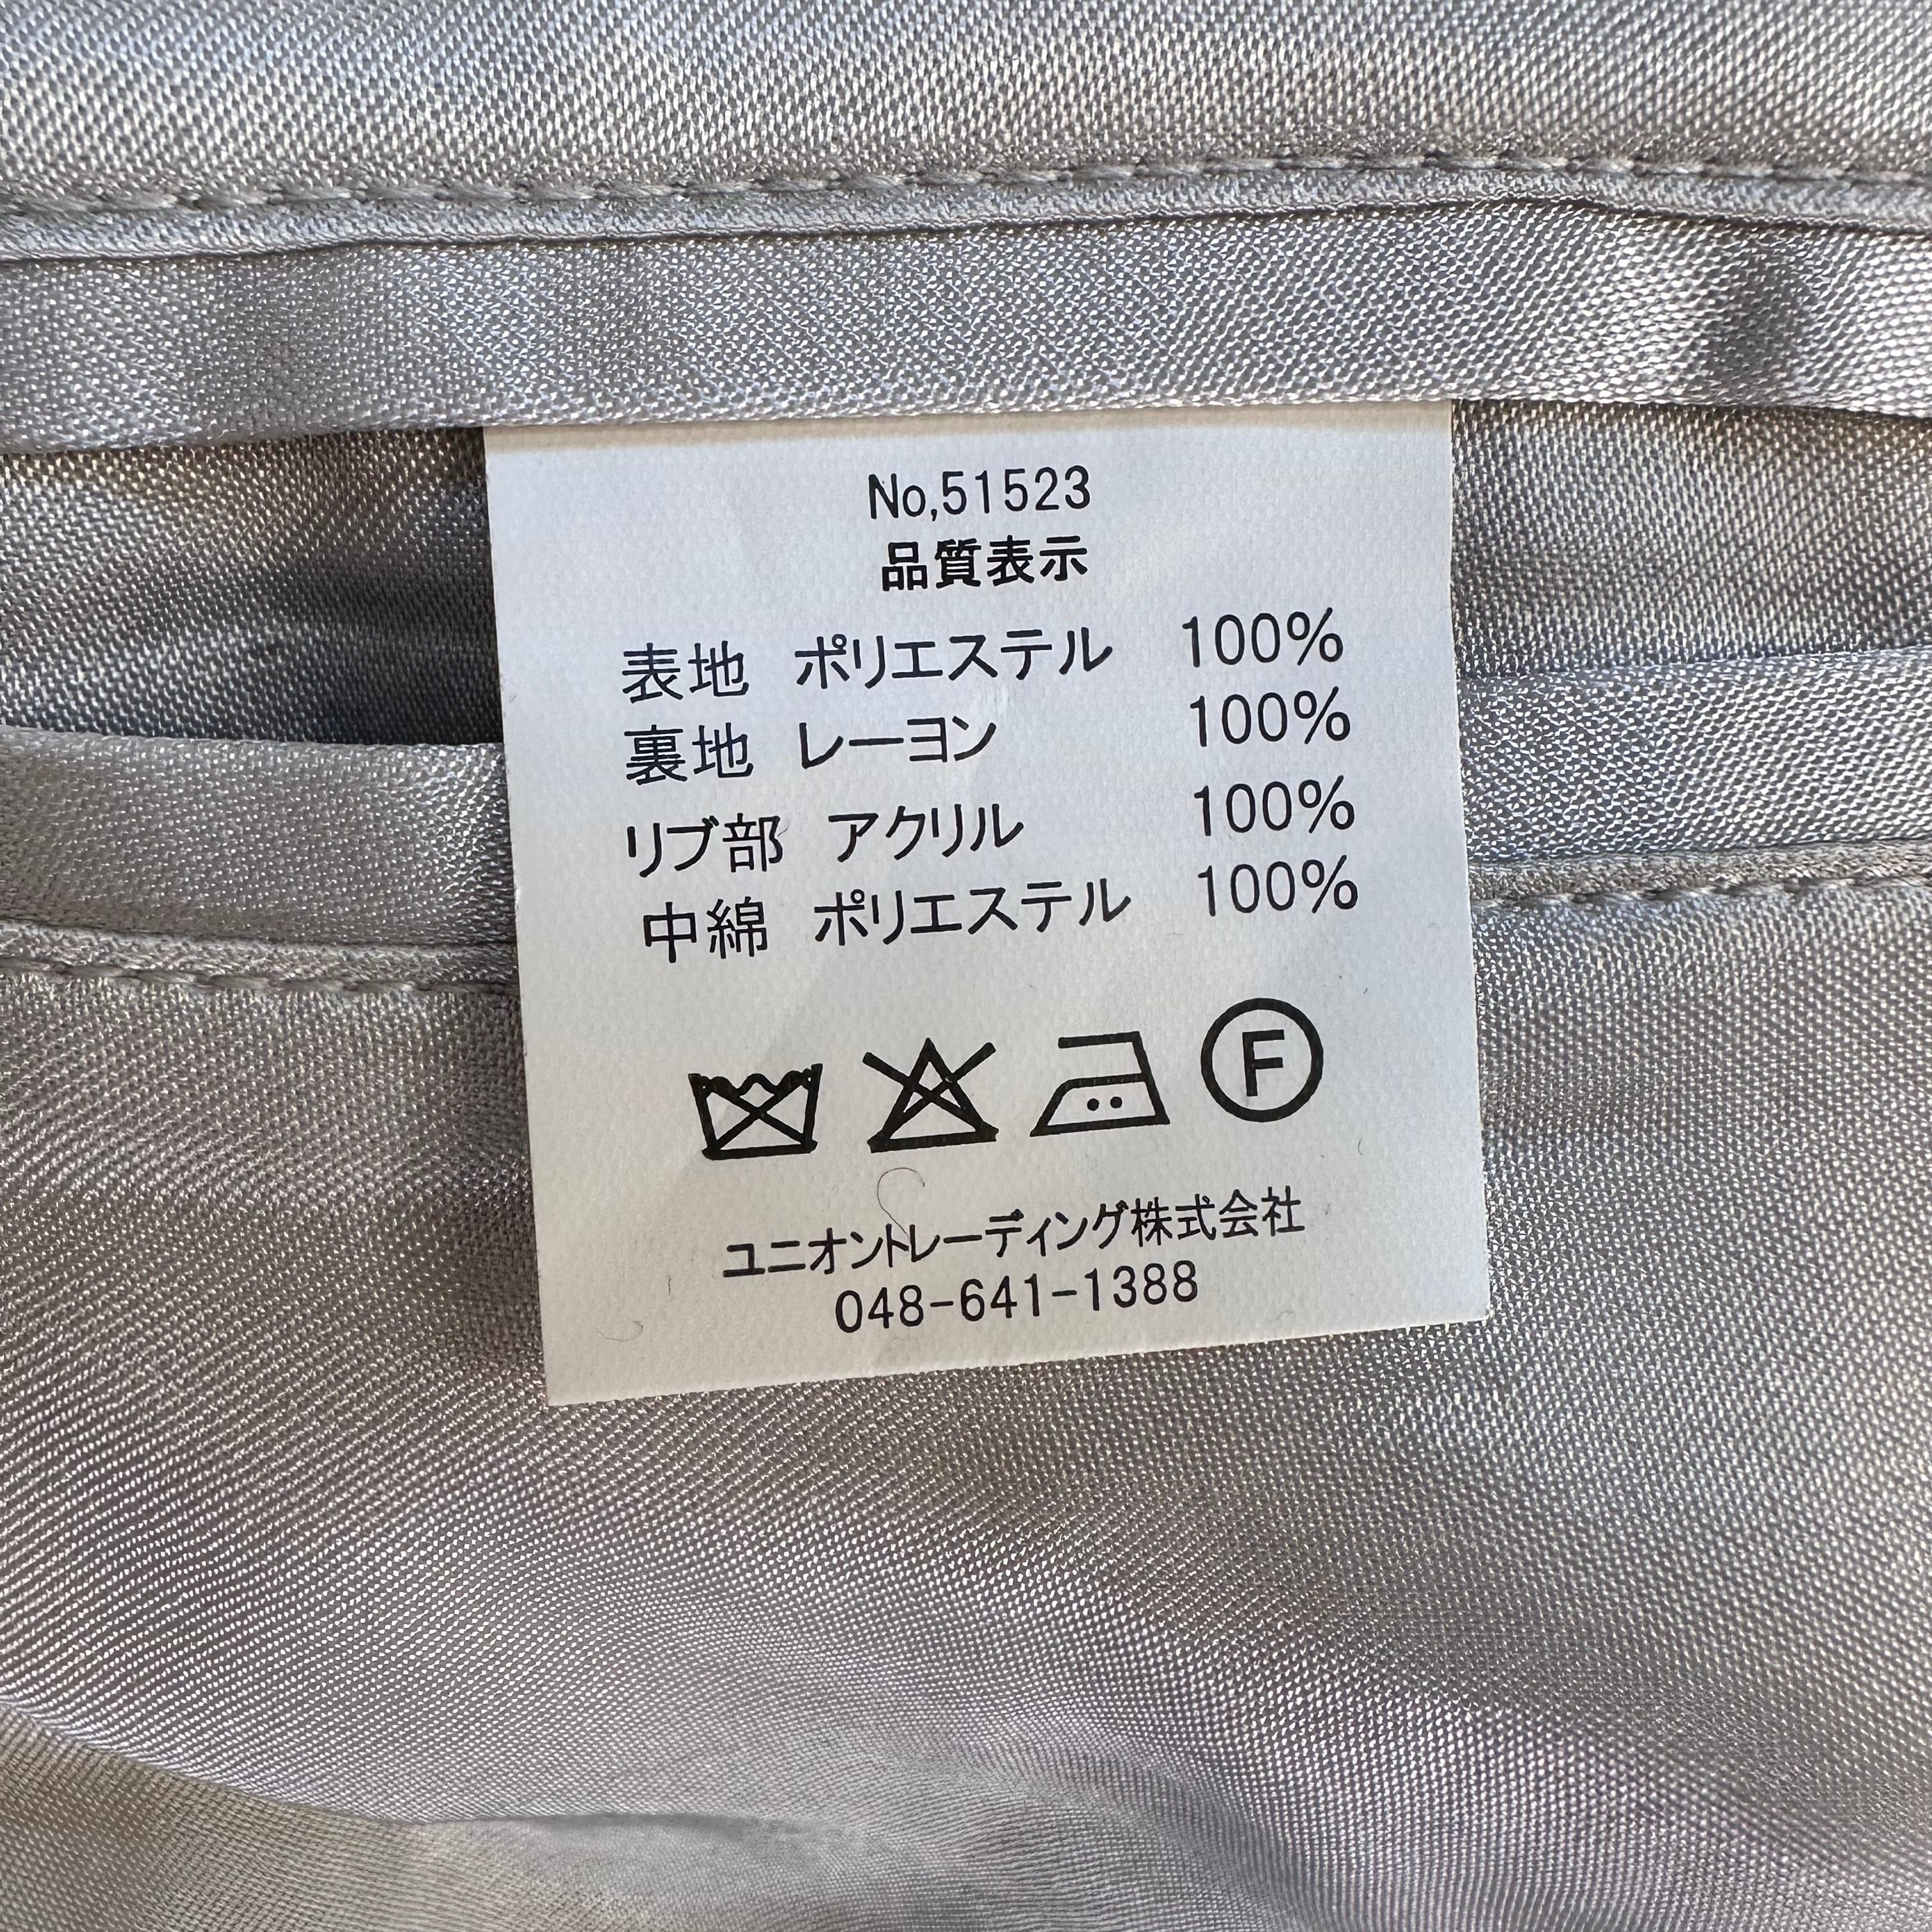 No,51523
品質表示
表地 ポリエステル 100%
裏地 レーヨン 100%
リブ部 アクリル 100%
中綿 ポリエステル 100%
F
ユニオントレーディング株式会社
048-641-1388